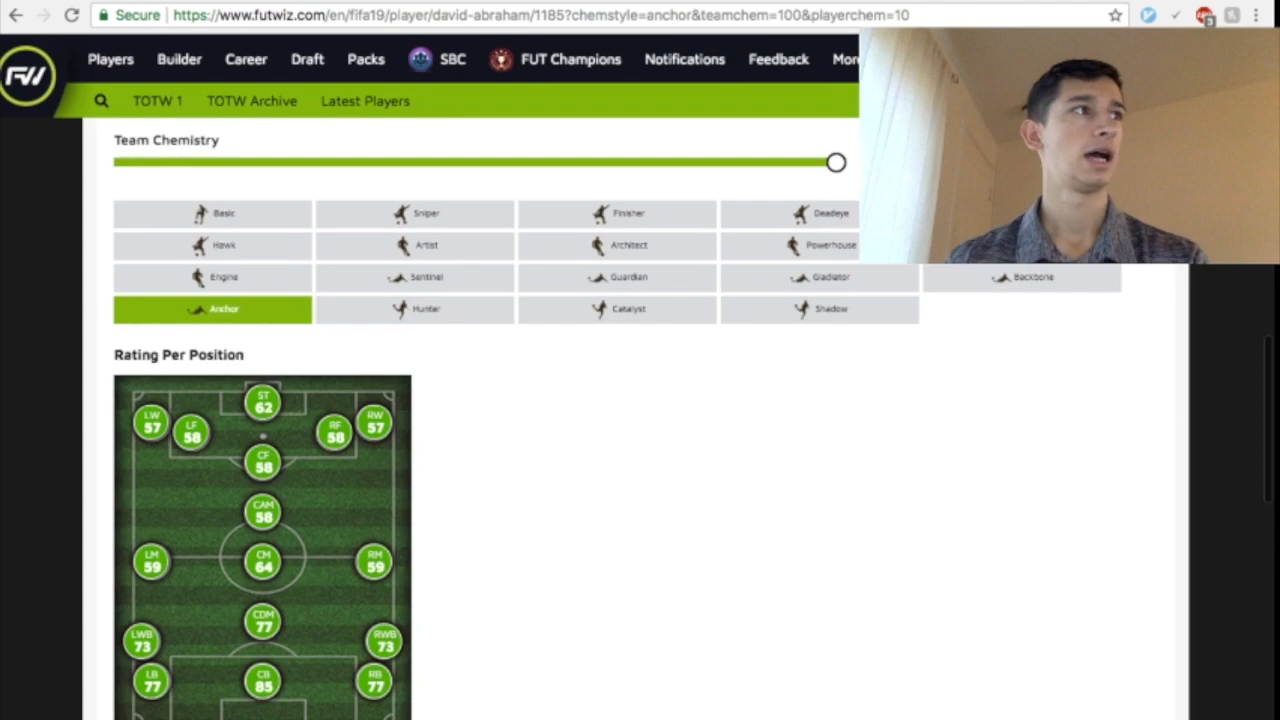 Secure https://www.futwiz.com/en/fifa19/player/david-abraham/1185?chemstyle=anchor&teamchem=100&playerchem=10
FW Players Builder Career Draft Packs SBC FUT Champions Notifications Feedback Mor
TOTW 1 TOTW Archive Latest Players
Team Chemistry
Basic Sniper Finisher Deadeye
Hawk Artist Architect Powerhouse
Engine Sentinel Guardian Gladiator Backbone
Anchor Hunter Catalyst Shadow
Rating Per Position
ST
62
LW
57
LF
58
RF
58
RW
57
CF
58
CAM
58
LM
59
CM
64
RM
59
CDM
77
LWB
73
RWB
73
LB
77
CB
85
RB
77